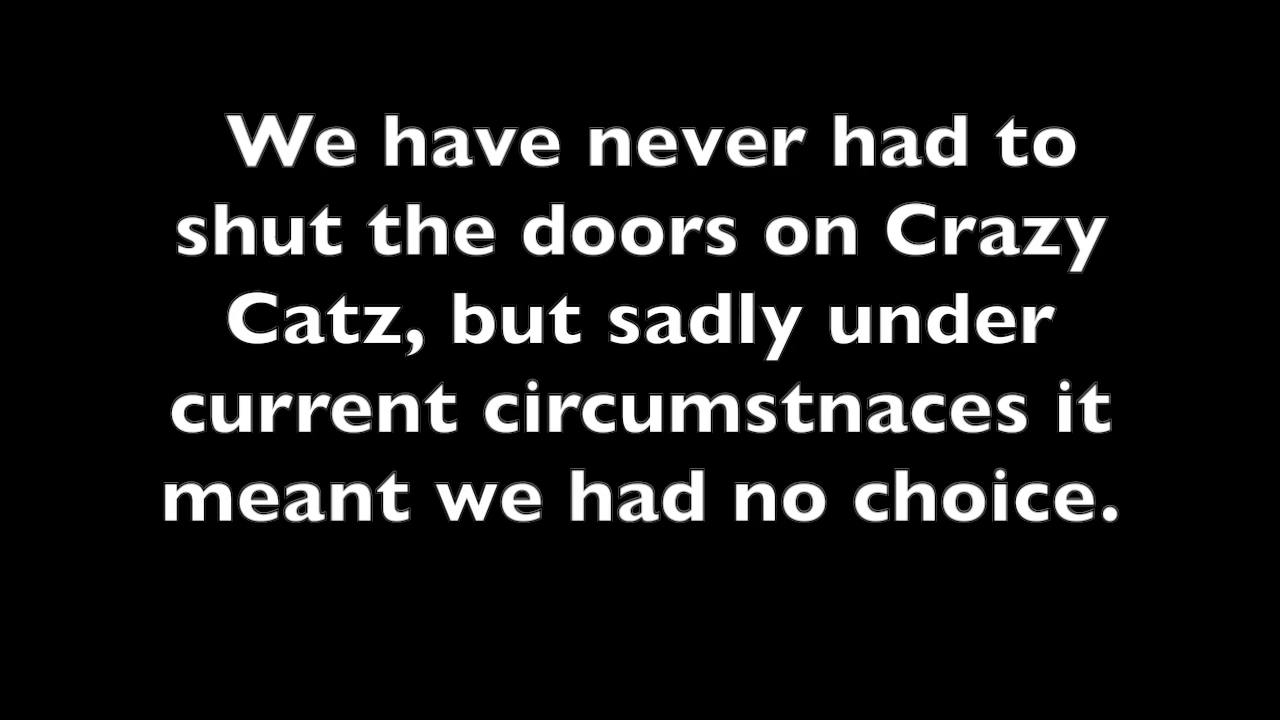 We have never had to
shut the doors on Crazy
Catz, but sadly under
current circumstnaces it
meant we had no choice.